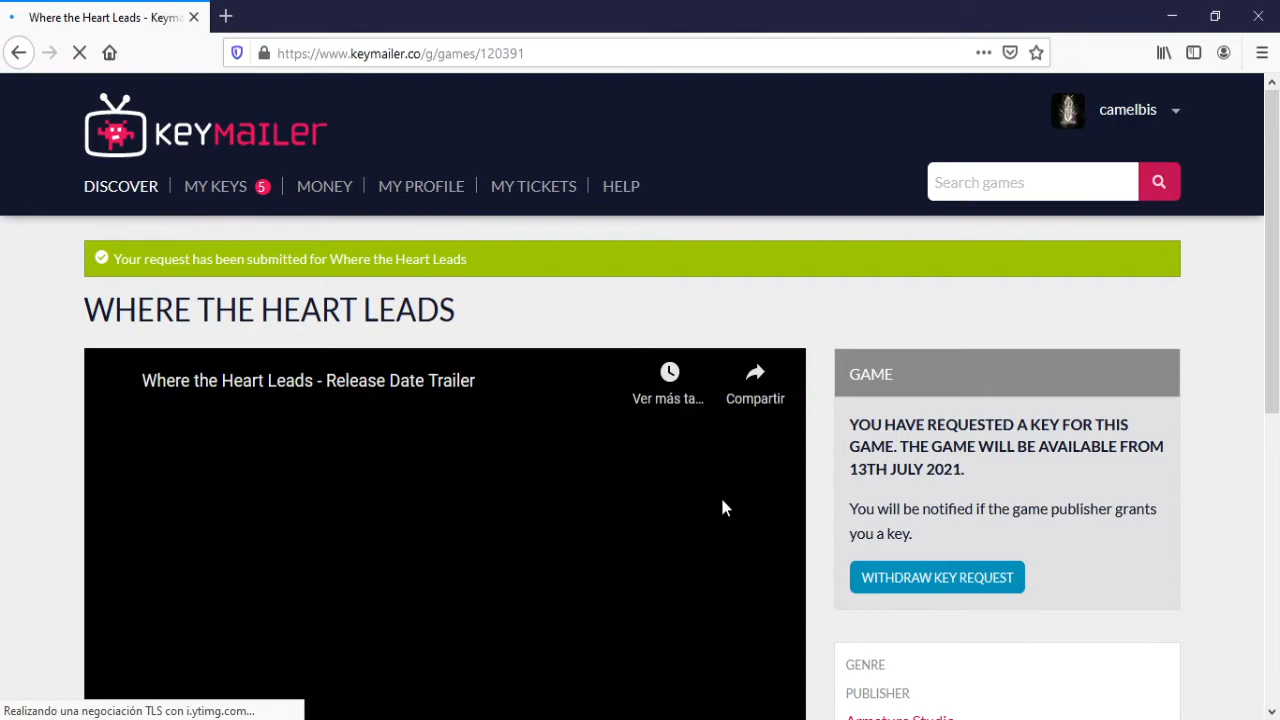 Where the Heart Leads - Keyma
https://www.keymailer.co/g/games/120391
KEYMAILER
camelbis
DISCOVER
MY KEYS 5
MONEY
MY PROFILE
MY TICKETS
HELP
Search games
Your request has been submitted for Where the Heart Leads
WHERE THE HEART LEADS
Where the Heart Leads - Release Date Trailer
Ver más ta...
Compartir
GAME
YOU HAVE REQUESTED A KEY FOR THIS
GAME. THE GAME WILL BE AVAILABLE FROM
13TH JULY 2021.
You will be notified if the game publisher grants
you a key.
WITHDRAW KEY REQUEST
GENRE
PUBLISHER
Armature Studio
Realizando una negociación TLS con i.ytimg.com...